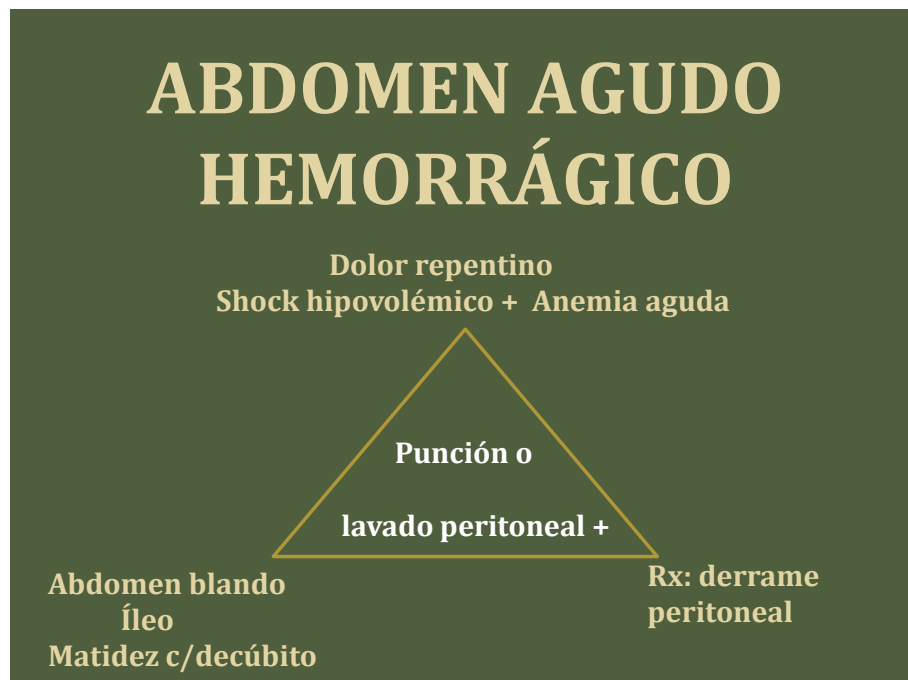 ABDOMEN AGUDO
HEMORRÁGICO
Dolor repentino
Shock hipovolémico + Anemia aguda
Punción o
lavado peritoneal +
Abdomen blando
Íleo
Matidez c/decúbito
Rx: derrame
peritoneal